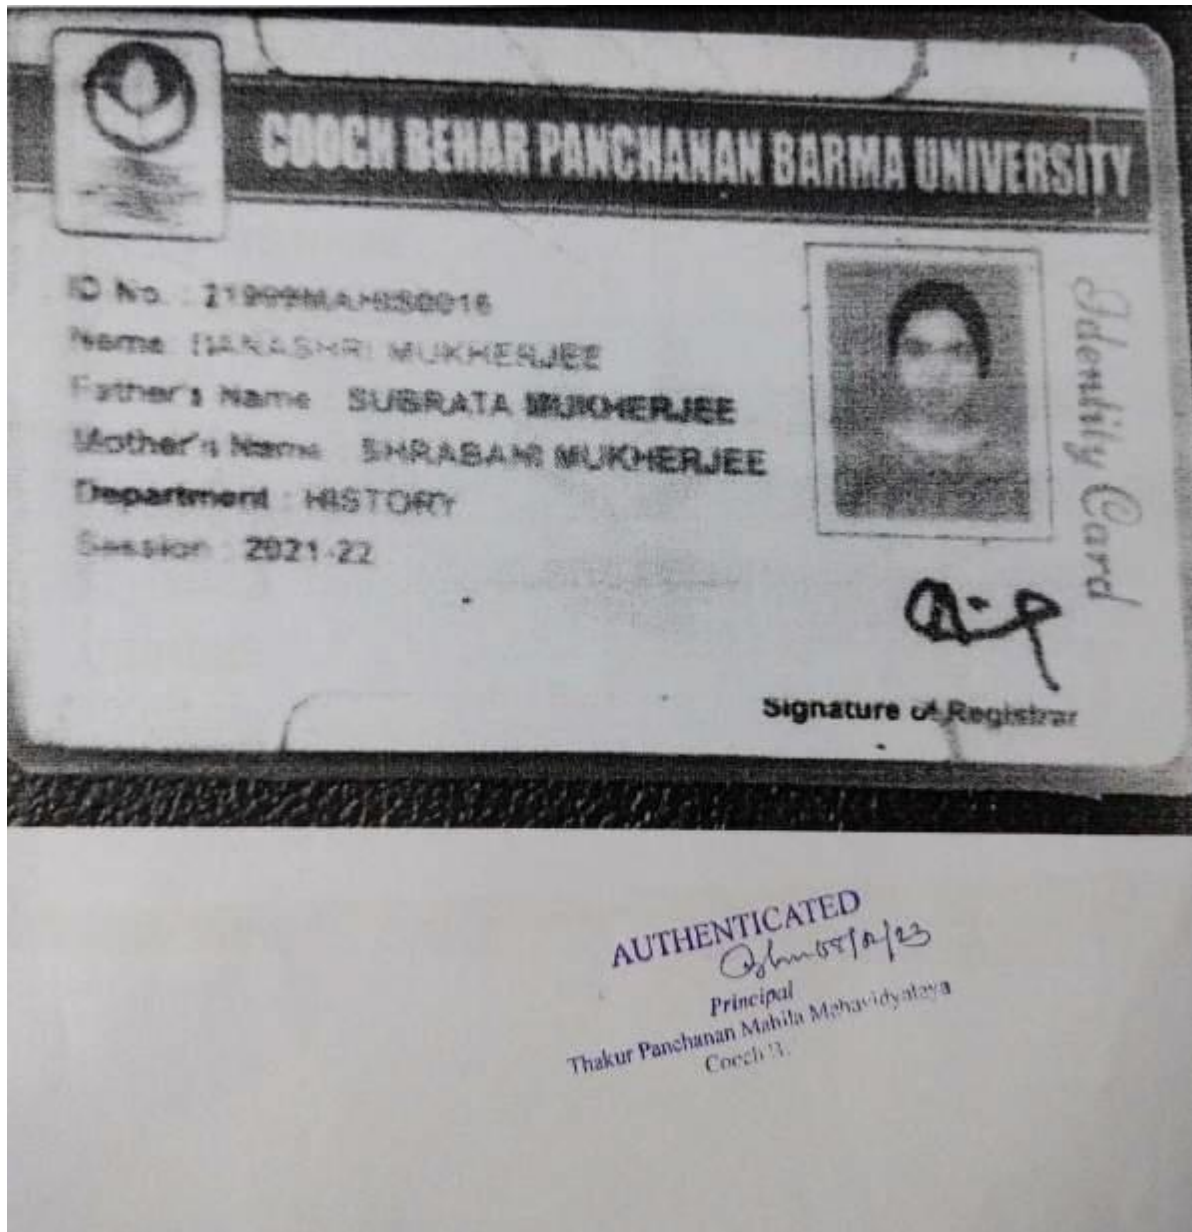 COOCH BEHAR PANCHANAN BARMA UNIVERSITY
ID No. :
Name MUKHERJEE
Father's Name SUBRATA MUKHERJEE
Mother's Name SHRABANI MUKHERJEE
Department : HISTORY
Session : 2021-22
Identity Card
Signature of Registrar
AUTHENTICATED
Principal
Thakur Panchanan Mahila Mahavidyalaya
Cooch